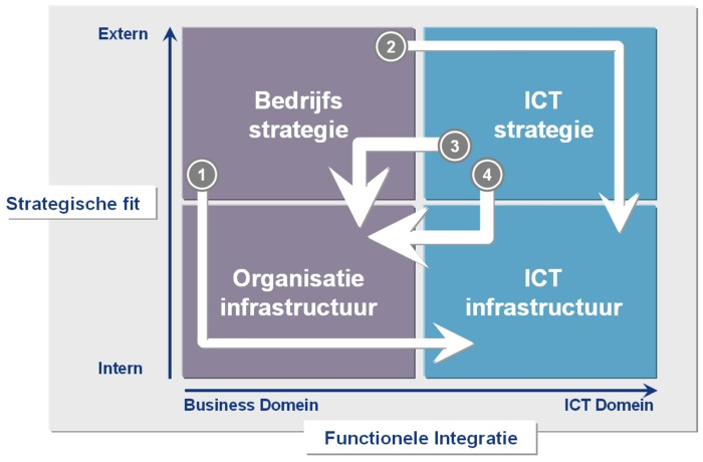 Extern
2
Bedrijfs
strategie
ICT
strategie
3
1
4
Strategische fit
Organisatie
infrastructuur
ICT
infrastructuur
Intern
Business Domein
ICT Domein
Functionele Integratie